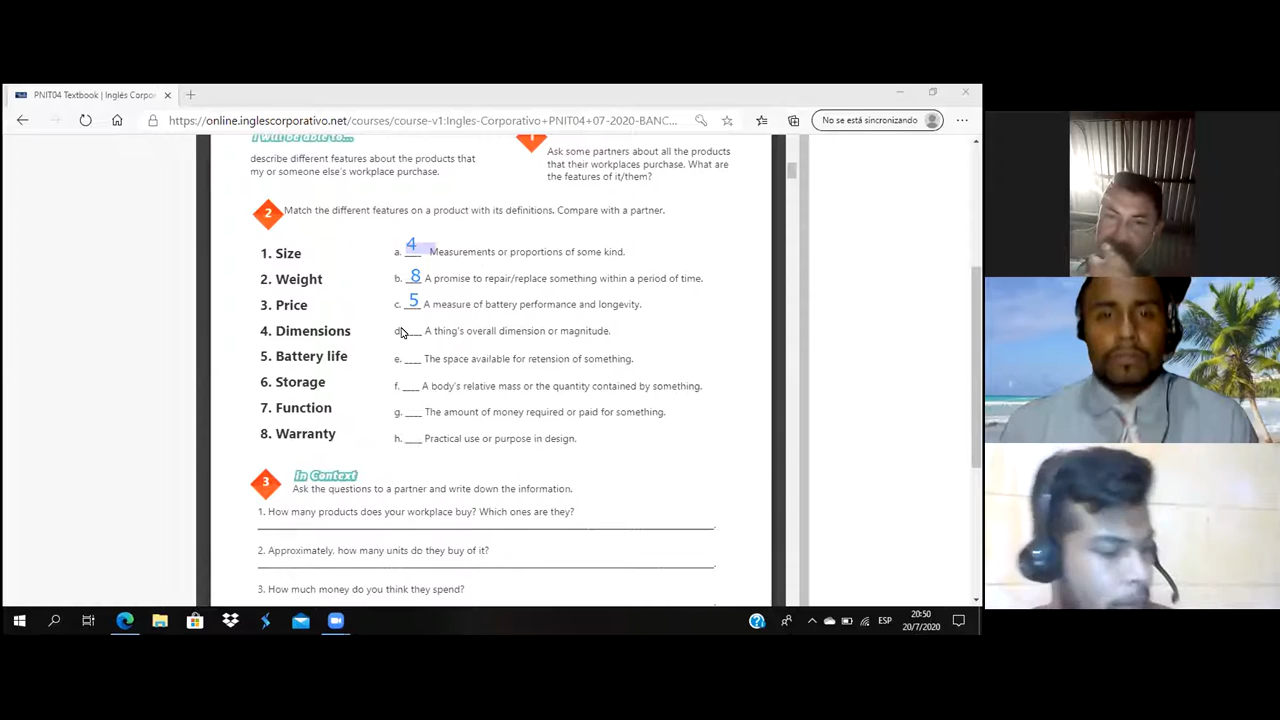 PNIT04 Textbook | Inglés Corpor
https://online.inglescorporativo.net/courses/course-v1:Ingles-Corporativo+PNIT04+07-2020-BANC...
No se está sincronizando
I will be able to...
describe different features about the products that
my or someone else's workplace purchase.
1
Ask some partners about all the products
that their workplaces purchase. What are
the features of it/them?
2
Match the different features on a product with its definitions. Compare with a partner.
1. Size
a. 4 Measurements or proportions of some kind.
2. Weight
b. 8 A promise to repair/replace something within a period of time.
3. Price
c. 5 A measure of battery performance and longevity.
4. Dimensions
d. ____ A thing's overall dimension or magnitude.
5. Battery life
e. ____ The space available for retention of something.
6. Storage
f. ____ A body's relative mass or the quantity contained by something.
7. Function
g. ____ The amount of money required or paid for something.
8. Warranty
h. ____ Practical use or purpose in design.
3
In Context
Ask the questions to a partner and write down the information.
1. How many products does your workplace buy? Which ones are they?
2. Approximately, how many units do they buy of it?
3. How much money do you think they spend?
ESP
20:50
20/7/2020